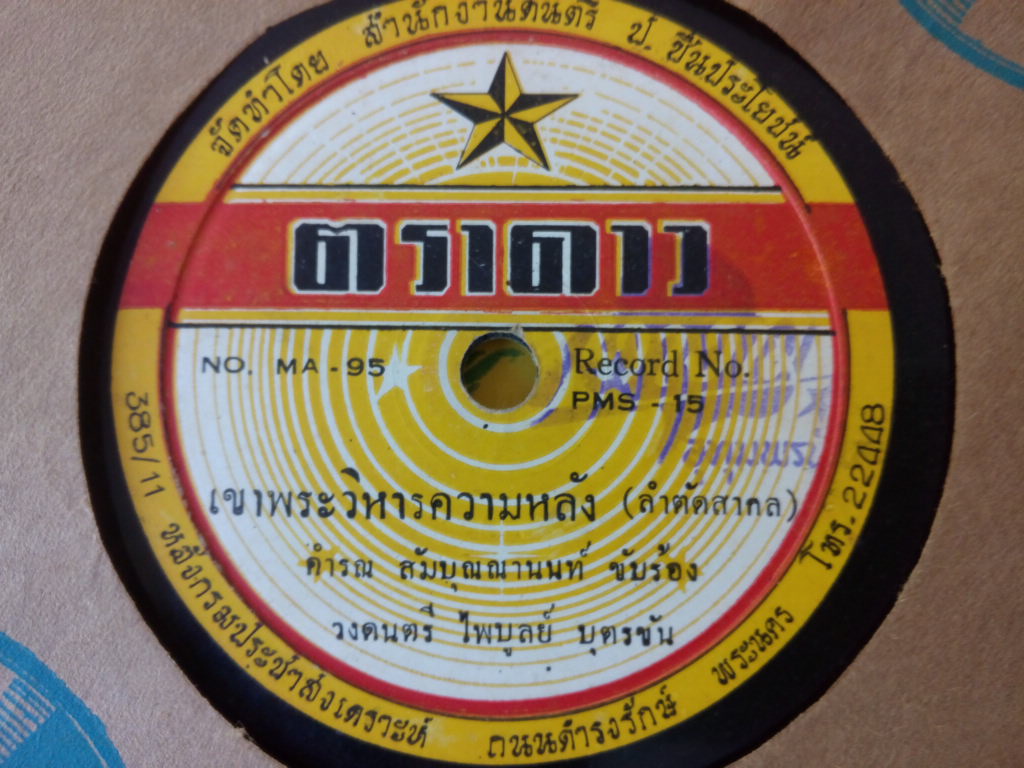 จัดทำโดย สำนักงานดนตรี ป. ชื่นประโยชน์
ตราดาว
NO. MA - 95
Record No.
PMS - 15
เขาพระวิหารความหลัง (ลำตัดสากล)
คำรณ สัมบุณณานนท์ ขับร้อง
วงดนตรี ไพบูลย์ บุตรขัน
385/11 หลังกรมประชาสงเคราะห์ ถนนดำรงรักษ์ พระนคร โทร. 22448